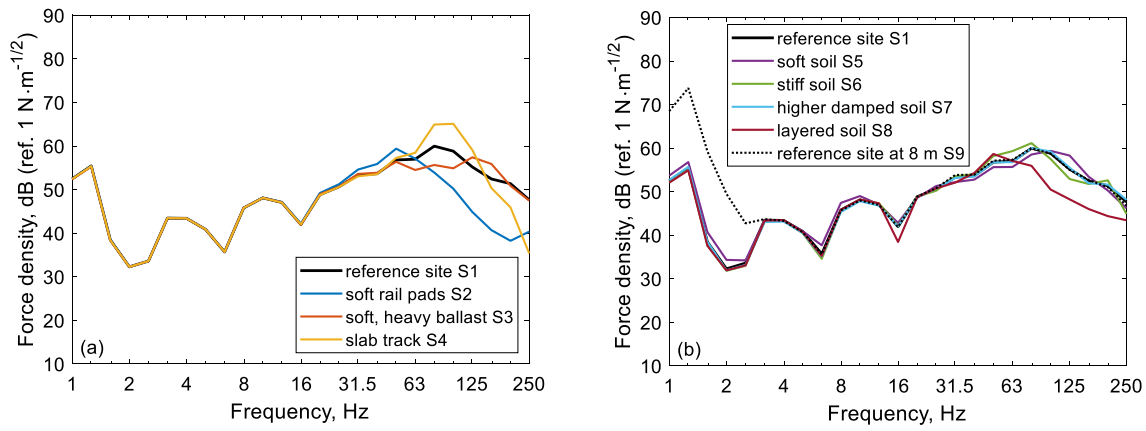 90
80
70
60
50
40
30
20
10
Force density, dB (ref. 1 N·m-1/2)
reference site S1
soft rail pads S2
soft, heavy ballast S3
slab track S4
(a)
1 2 4 8 16 31.5 63 125 250
Frequency, Hz
90
80
70
60
50
40
30
20
10
Force density, dB (ref. 1 N·m-1/2)
reference site S1
soft soil S5
stiff soil S6
higher damped soil S7
layered soil S8
reference site at 8 m S9
(b)
1 2 4 8 16 31.5 63 125 250
Frequency, Hz